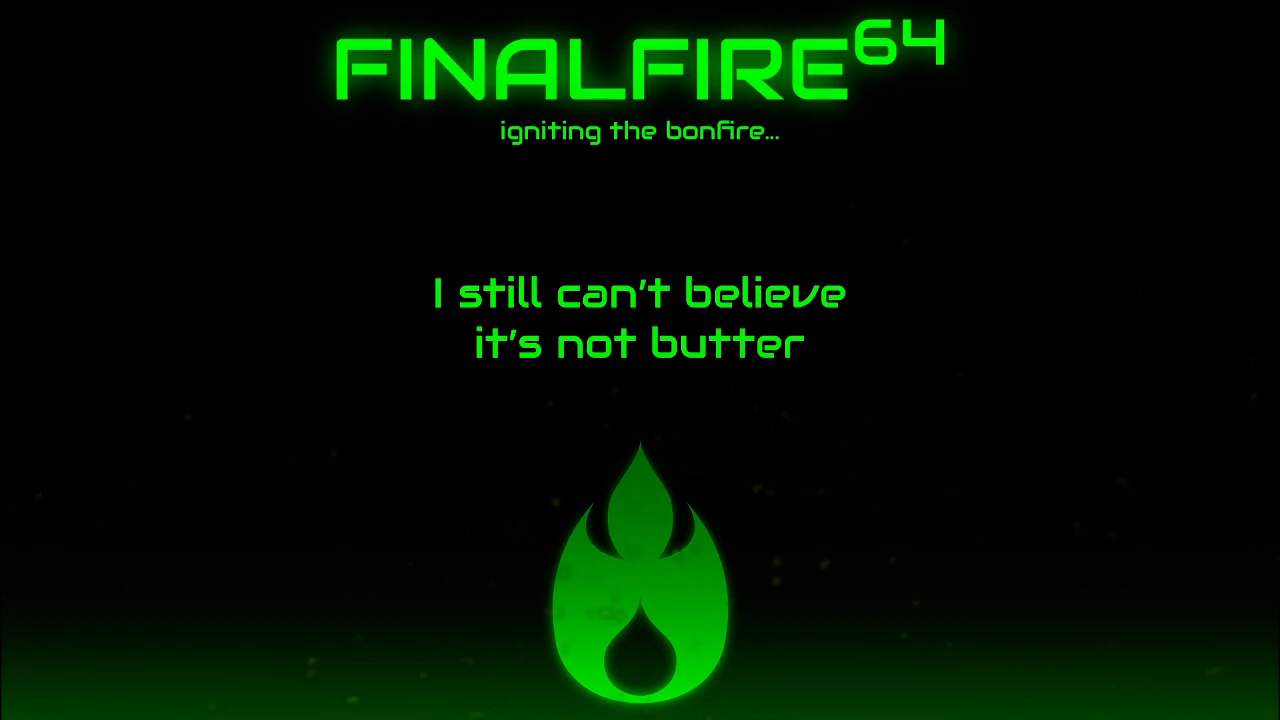 FINALFIRE64
igniting the bonfire...
I still can't believe
it's not butter